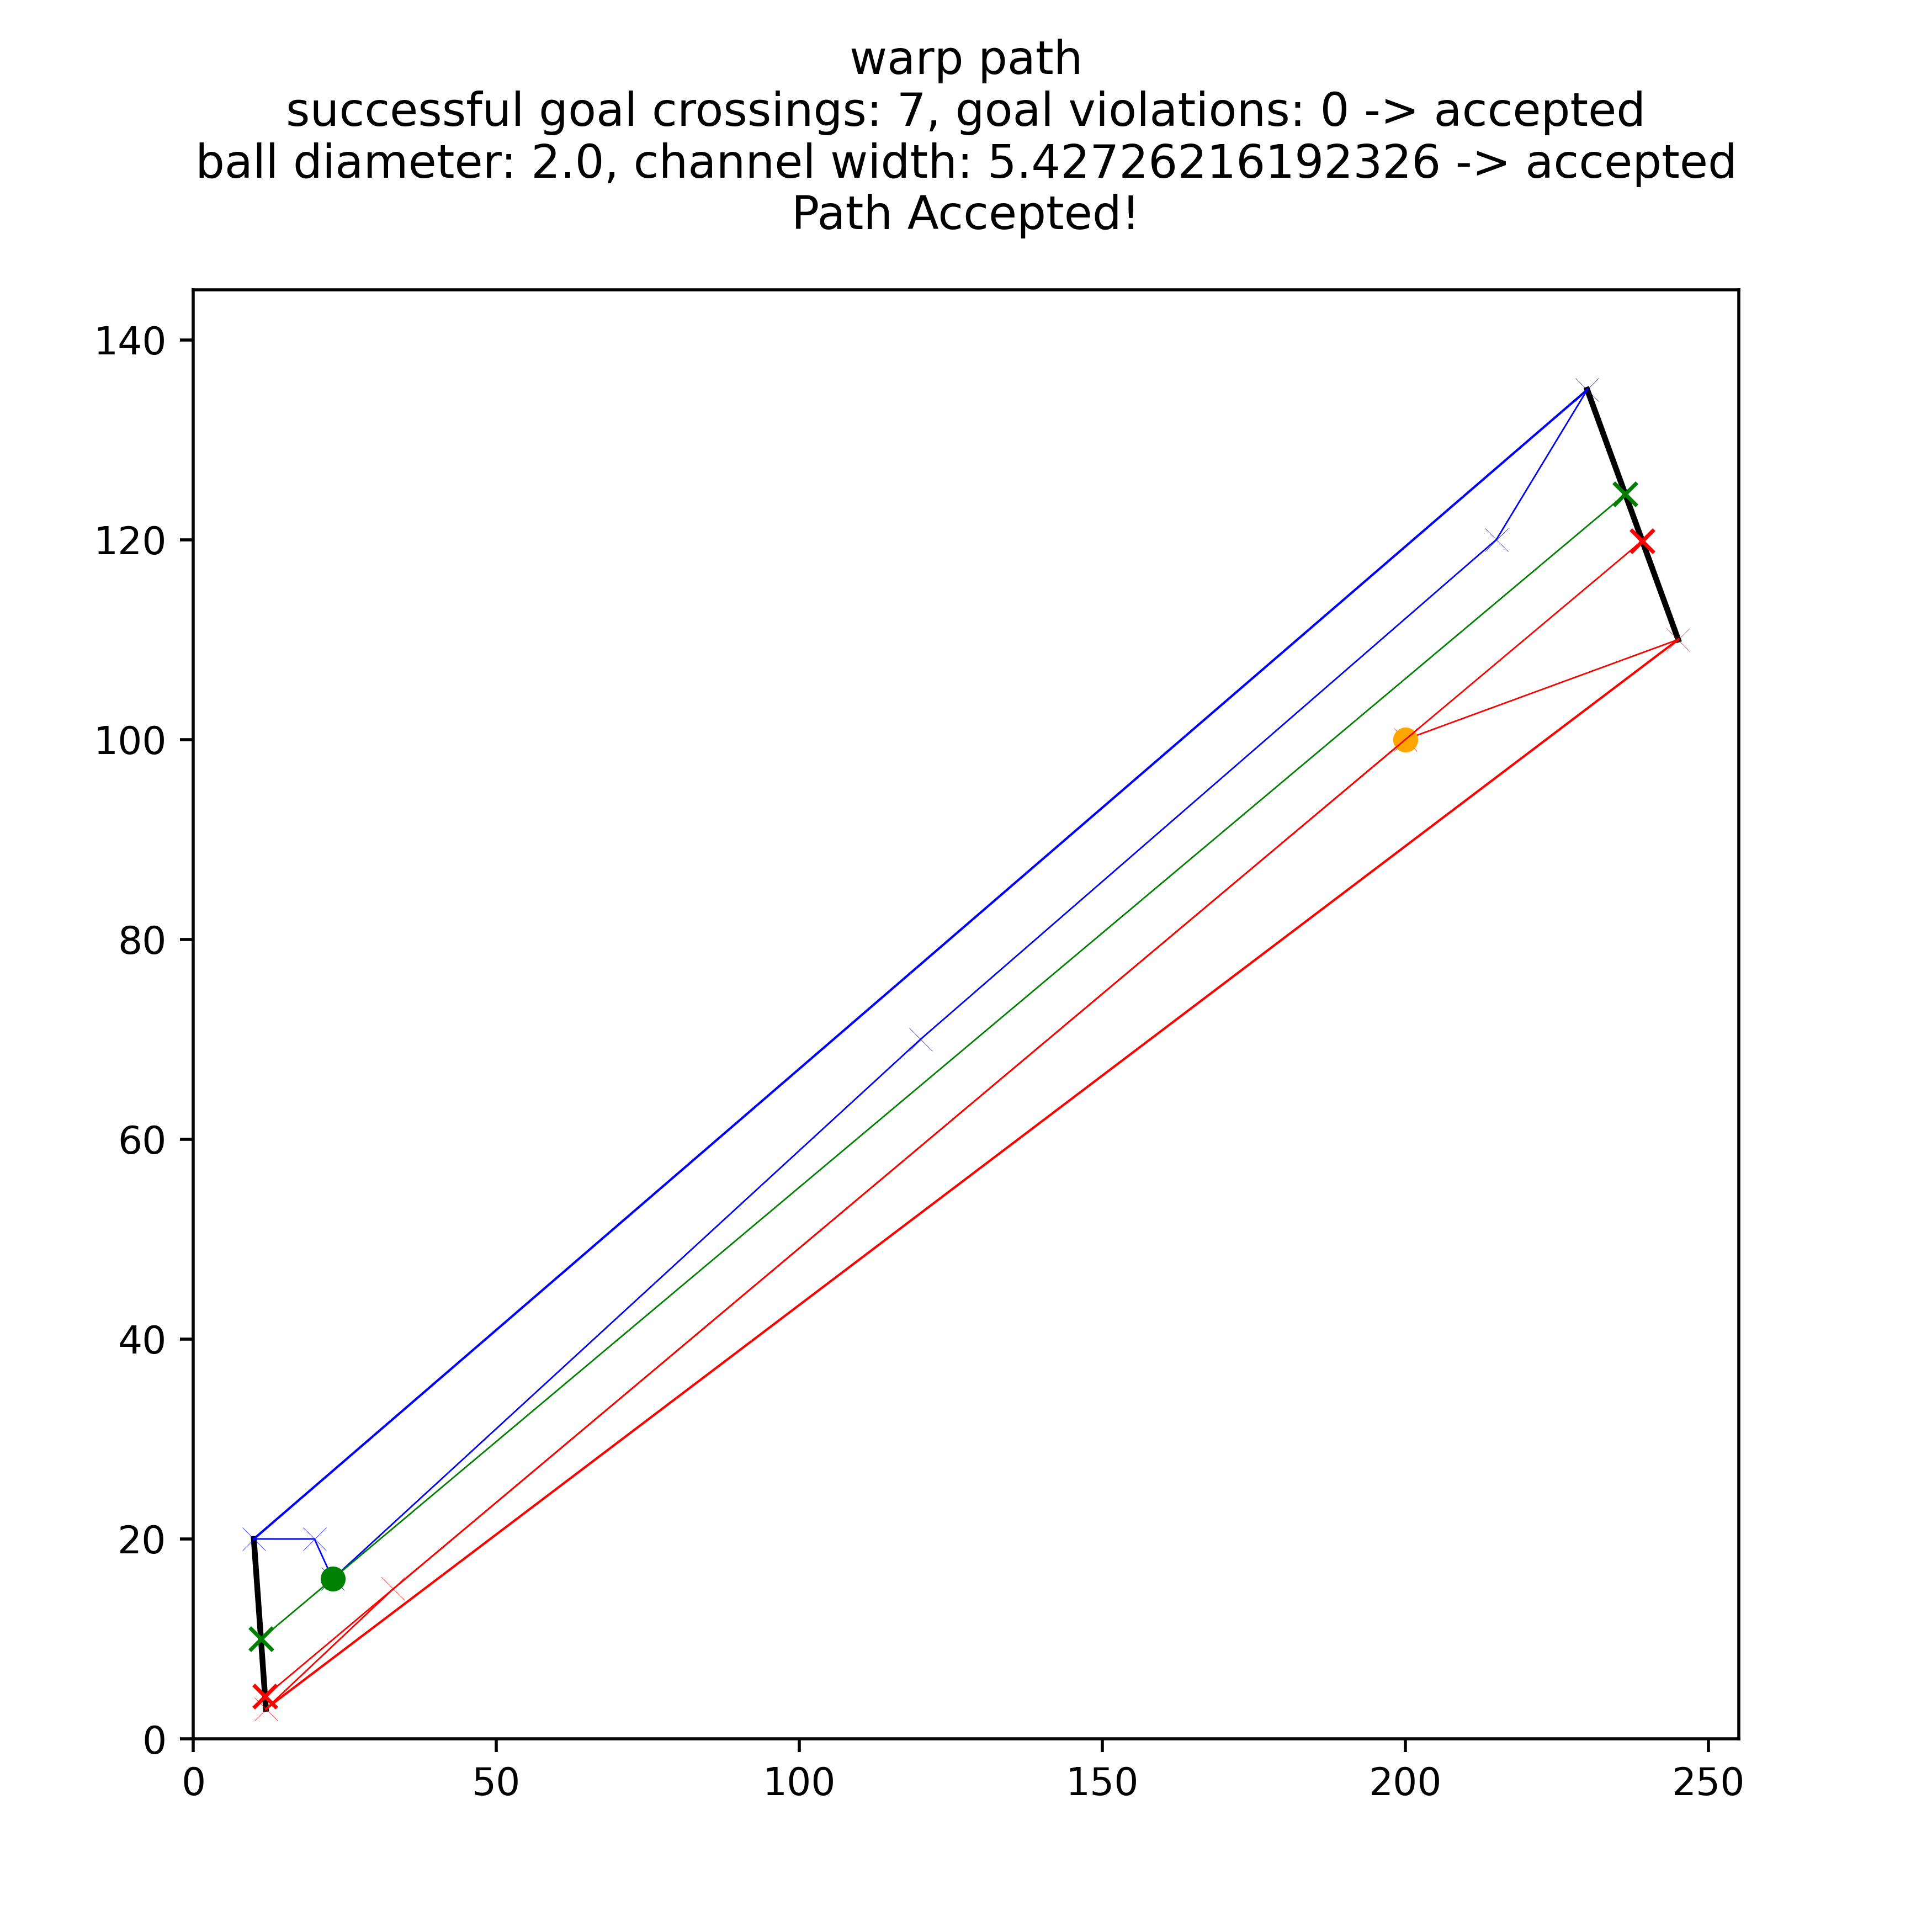 warp path
successful goal crossings: 7, goal violations: 0 -> accepted
ball diameter: 2.0, channel width: 5.42726216192326 -> accepted
Path Accepted!
140
120
100
80
60
40
20
0
0 50 100 150 200 250